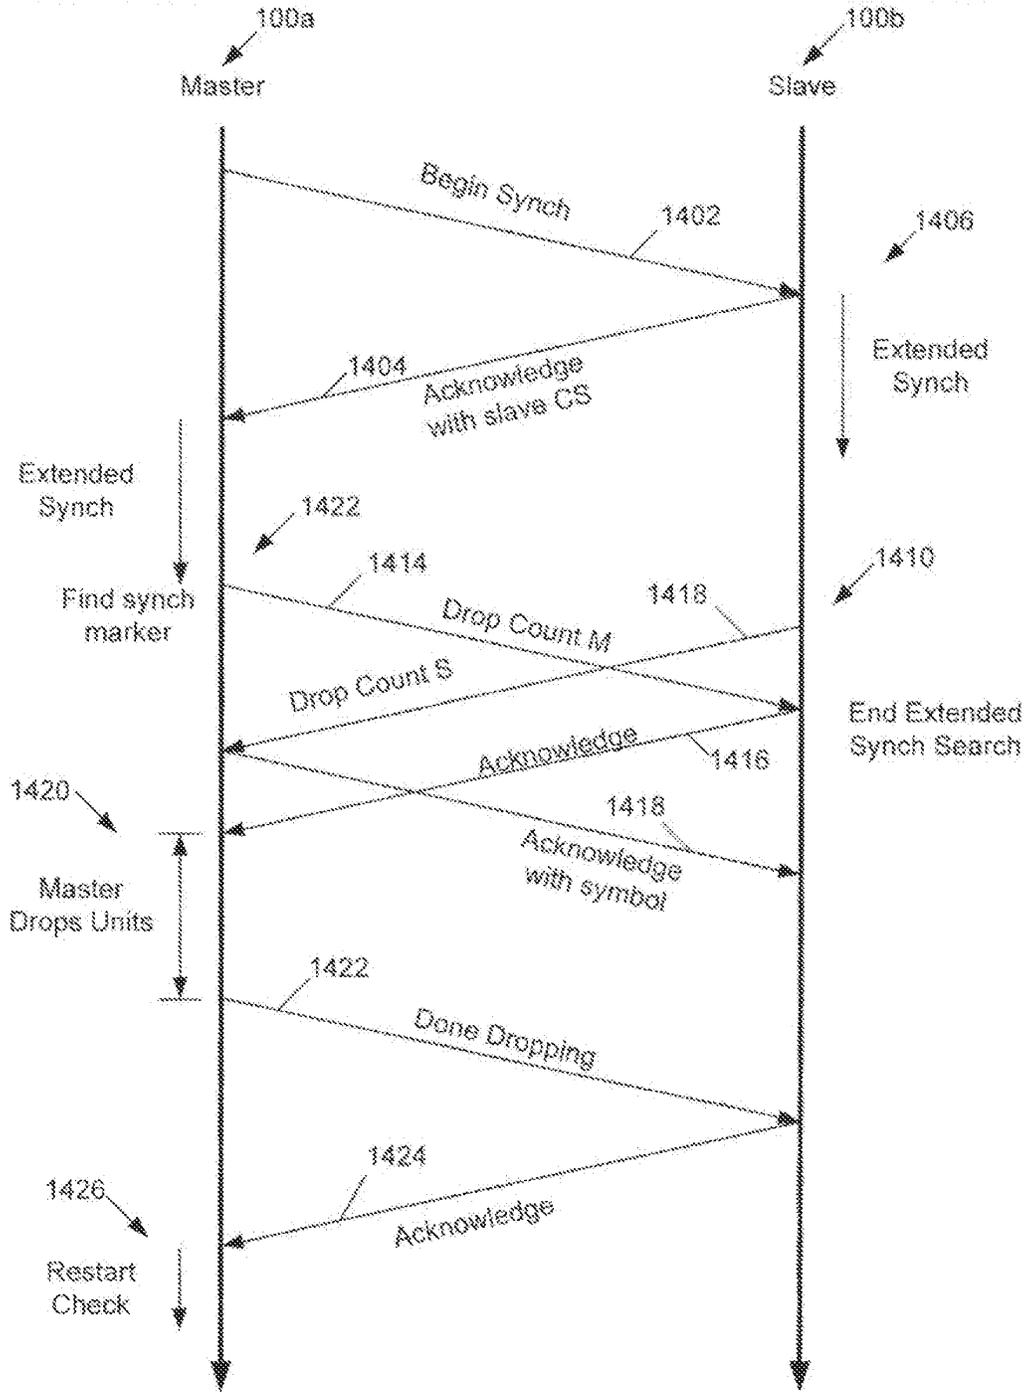 100a
100b
Master
Slave
Begin Synch
1402
1406
Extended
Synch
1404
Acknowledge
with slave CS
Extended
Synch
1422
1414
1410
1418
Find synch
marker
Drop Count M
Drop Count S
End Extended
Synch Search
Acknowledge
1416
1420
1418
Acknowledge
with symbol
Master
Drops Units
1422
Done Dropping
1424
1426
Acknowledge
Restart
Check